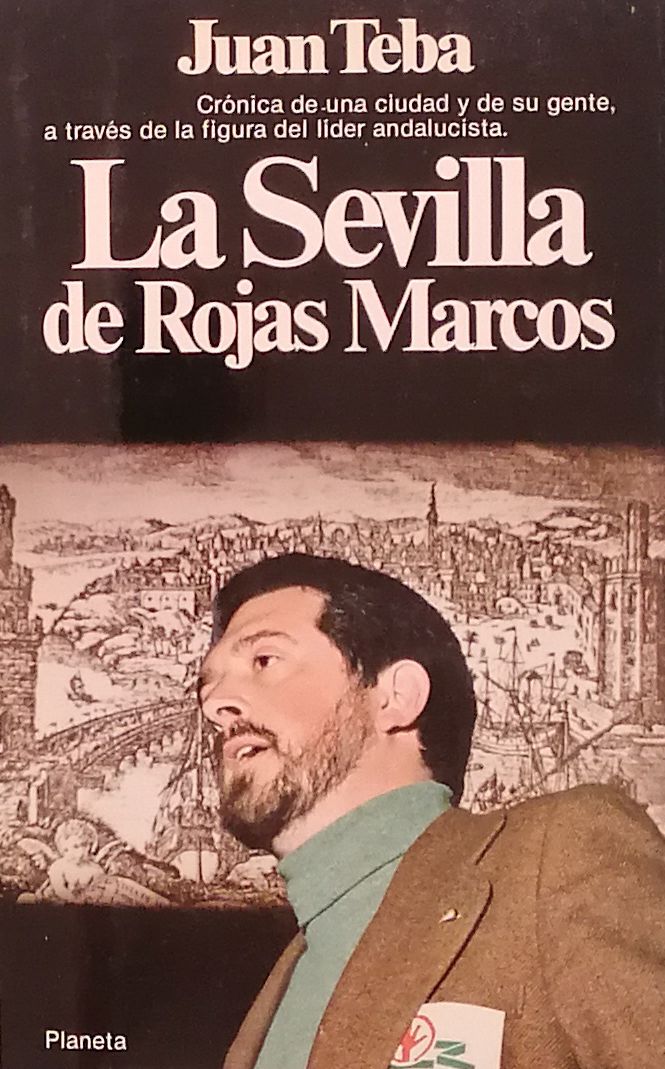 Juan Teba
Crónica de una ciudad y de su gente,
a través de la figura del líder andalucista.
La Sevilla
de Rojas Marcos
Planeta